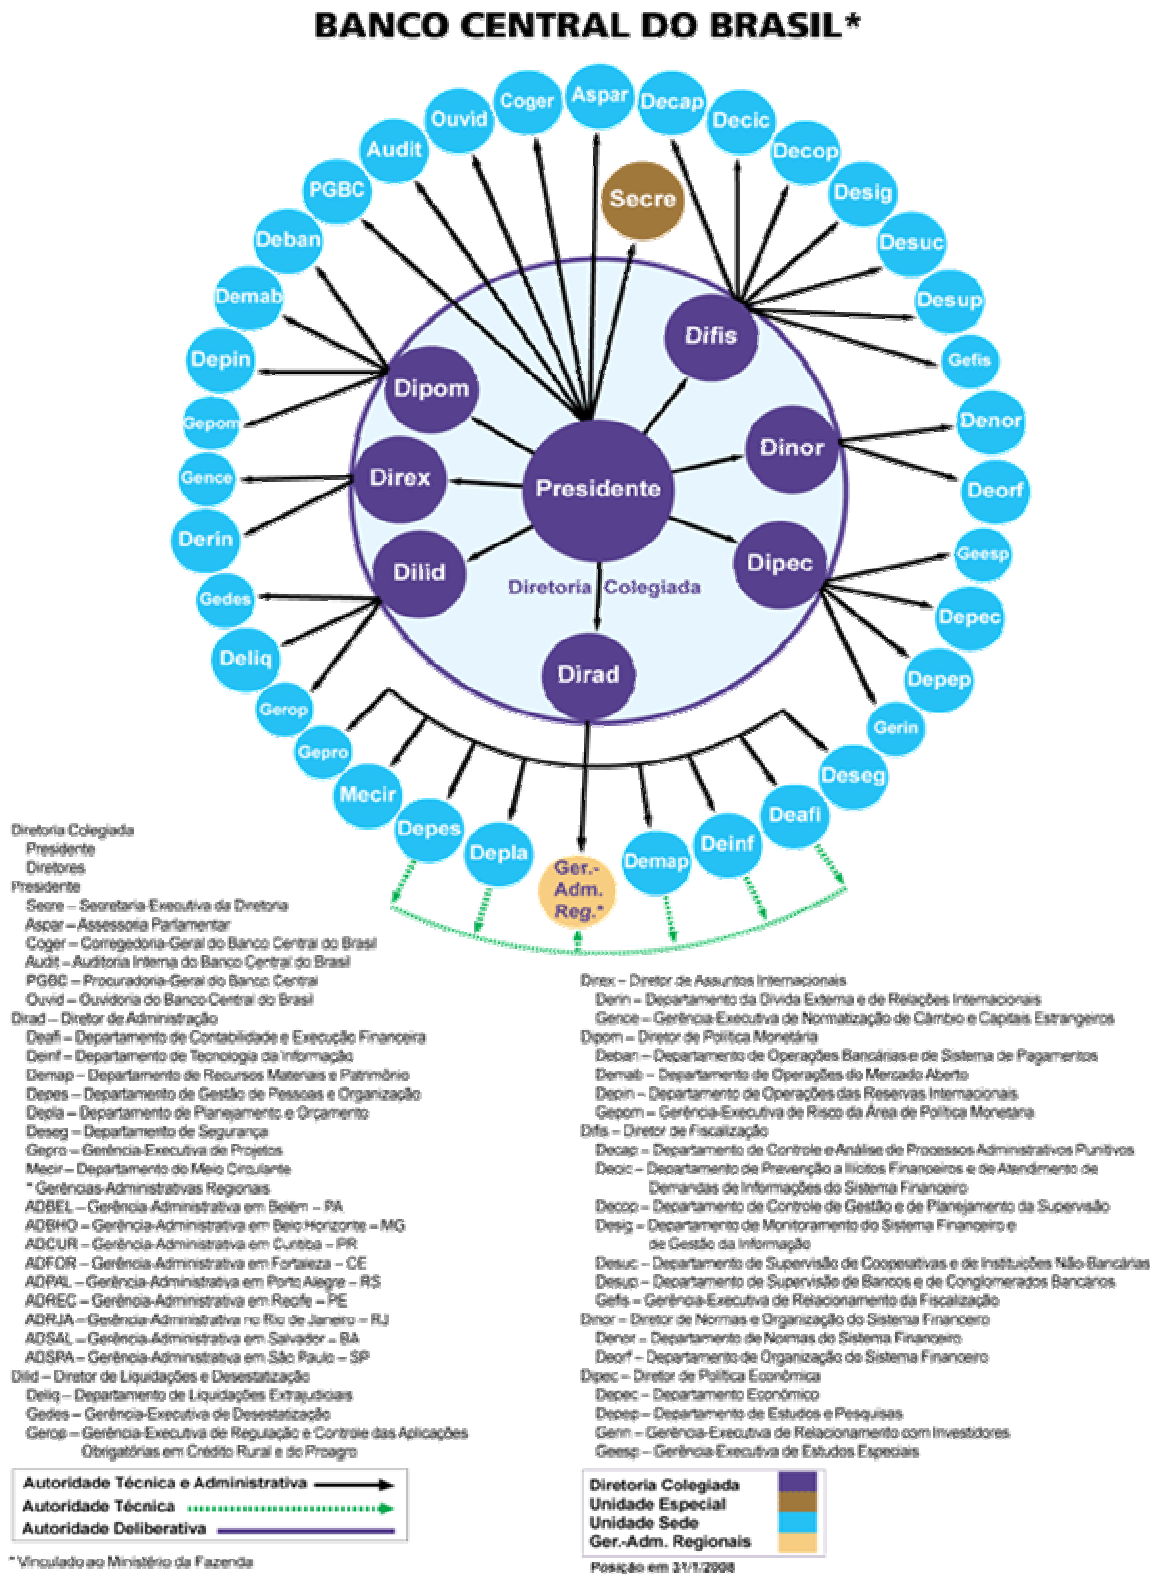 BANCO CENTRAL DO BRASIL*
Aspar
Coger
Decap
Ouvid
Decic
Audit
Decop
PGBC
Secre
Desig
Deban
Desuc
Demab
Desup
Difis
Depin
Gefis
Dipom
Gepom
Denor
Dinor
Gence
Direx
Presidente
Deorf
Derin
Geesp
Dilid
Dipec
Diretoria Colegiada
Gedes
Depec
Deliq
Dirad
Depep
Gerop
Gerin
Gepro
Deseg
Mecir
Depes
Deafi
Depla
Demap
Deinf
Ger.-
Adm.
Reg.*
Diretoria Colegiada
Presidente
Diretores
Presidente
Secre – Secretaria-Executiva da Diretoria
Aspar – Assessoria Parlamentar
Coger – Corregedoria-Geral do Banco Central do Brasil
Audit – Auditoria Interna do Banco Central do Brasil
PGBC – Procuradoria-Geral do Banco Central
Ouvid – Ouvidoria do Banco Central do Brasil
Dirad – Diretor de Administração
Deafi – Departamento de Contabilidade e Execução Financeira
Deinf – Departamento de Tecnologia da Informação
Demap – Departamento de Recursos Materiais e Patrimônio
Depes – Departamento de Gestão de Pessoas e Organização
Depla – Departamento de Planejamento e Orçamento
Deseg – Departamento de Segurança
Gepro – Gerência-Executiva de Projetos
Mecir – Departamento do Meio Circulante
* Gerências-Administrativas Regionais
ADBEL – Gerência-Administrativa em Belém – PA
ADBHO – Gerência-Administrativa em Belo Horizonte – MG
ADCUR – Gerência-Administrativa em Curitiba – PR
ADFOR – Gerência-Administrativa em Fortaleza – CE
ADPAL – Gerência-Administrativa em Porto Alegre – RS
ADREC – Gerência-Administrativa em Recife – PE
ADRJA – Gerência-Administrativa no Rio de Janeiro – RJ
ADSAL – Gerência-Administrativa em Salvador – BA
ADSPA – Gerência-Administrativa em São Paulo – SP
Dilid – Diretor de Liquidações e Desestatização
Deliq – Departamento de Liquidações Extrajudiciais
Gedes – Gerência-Executiva de Desestatização
Gerop – Gerência-Executiva de Regulação e Controle das Aplicações
Obrigatórias em Crédito Rural e do Proagro
Direx – Diretor de Assuntos Internacionais
Derin – Departamento da Dívida Externa e de Relações Internacionais
Gence – Gerência-Executiva de Normatização de Câmbio e Capitais Estrangeiros
Dipom – Diretor de Política Monetária
Deban – Departamento de Operações Bancárias e de Sistema de Pagamentos
Demab – Departamento de Operações do Mercado Aberto
Depin – Departamento de Operações das Reservas Internacionais
Gepom – Gerência-Executiva de Risco da Área de Política Monetária
Difis – Diretor de Fiscalização
Decap – Departamento de Controle e Análise de Processos Administrativos Punitivos
Decic – Departamento de Prevenção a Ilícitos Financeiros e de Atendimento de
Demandas de Informações do Sistema Financeiro
Decop – Departamento de Controle de Gestão e de Planejamento da Supervisão
Desig – Departamento de Monitoramento do Sistema Financeiro e
de Gestão da Informação
Desuc – Departamento de Supervisão de Cooperativas e de Instituições Não-Bancárias
Desup – Departamento de Supervisão de Bancos e de Conglomerados Bancários
Gefis – Gerência-Executiva de Relacionamento da Fiscalização
Dinor – Diretor de Normas e Organização do Sistema Financeiro
Denor – Departamento de Normas do Sistema Financeiro
Deorf – Departamento de Organização do Sistema Financeiro
Dipec – Diretor de Política Econômica
Depec – Departamento Econômico
Depep – Departamento de Estudos e Pesquisas
Gerin – Gerência-Executiva de Relacionamento com Investidores
Geesp – Gerência-Executiva de Estudos Especiais
Autoridade Técnica e Administrativa
Autoridade Técnica
Autoridade Deliberativa
* Vinculado ao Ministério da Fazenda
Diretoria Colegiada
Unidade Especial
Unidade Sede
Ger.-Adm. Regionais
Posição em 31/1/2008